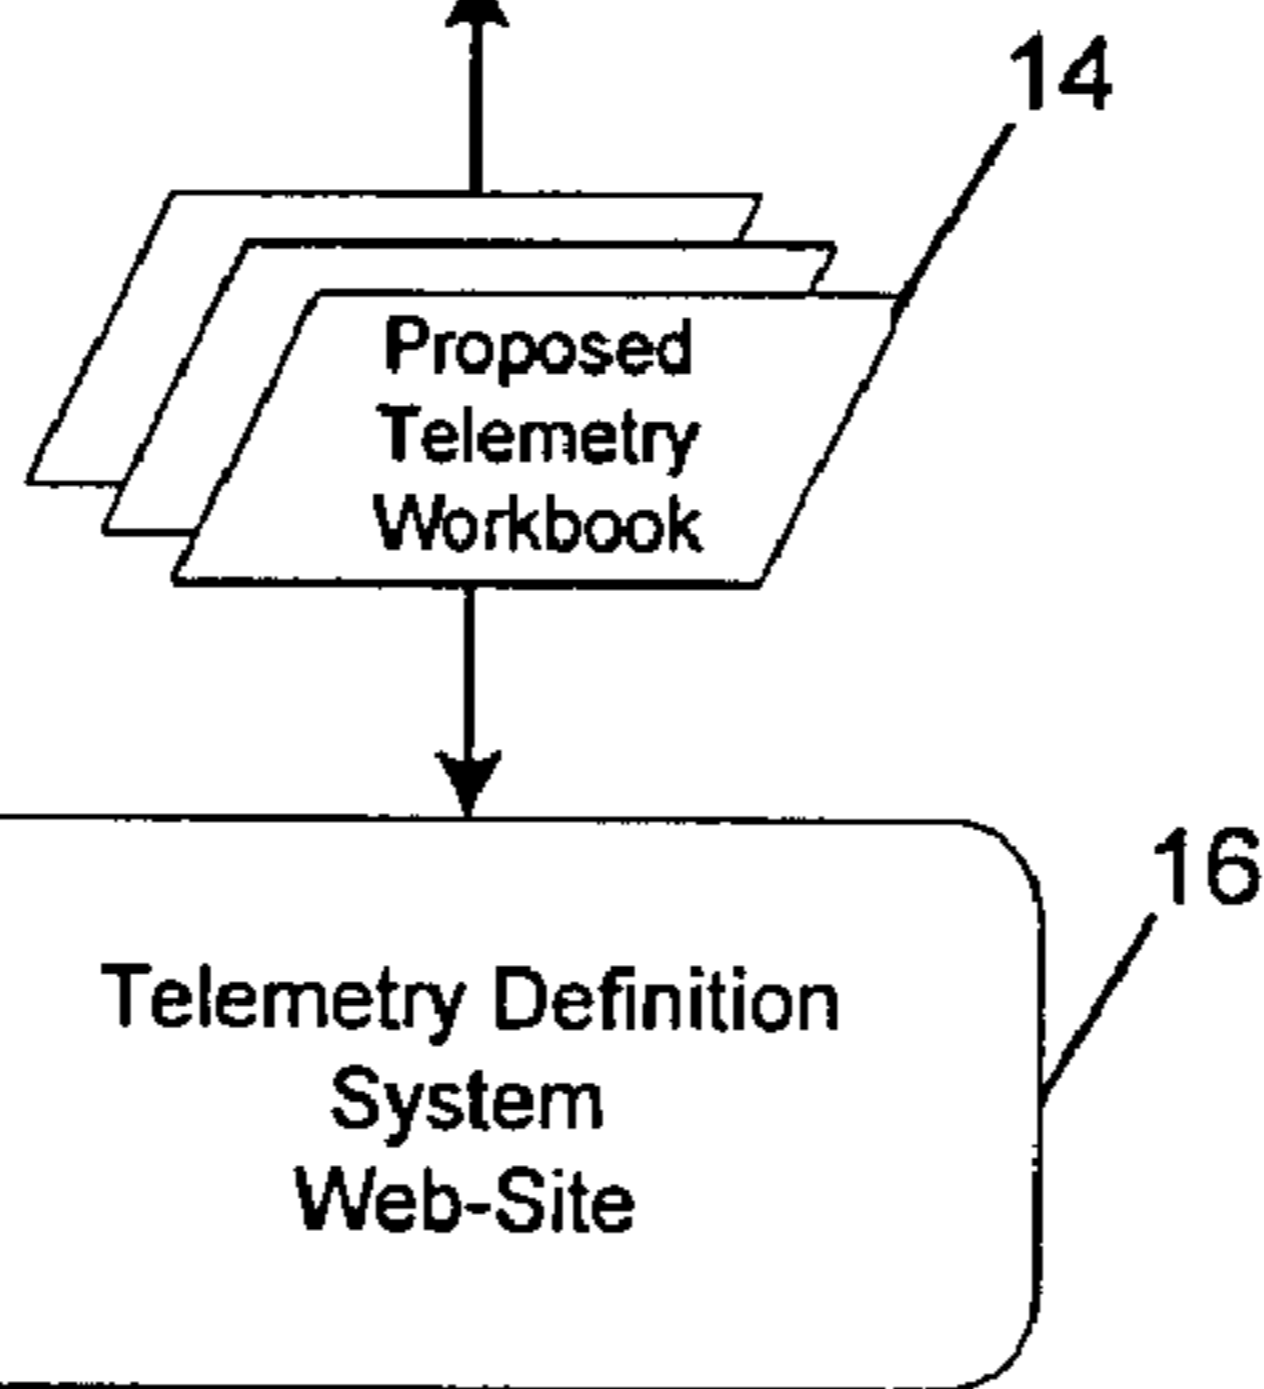 14
Proposed
Telemetry
Workbook
16
Telemetry Definition
System
Web-Site